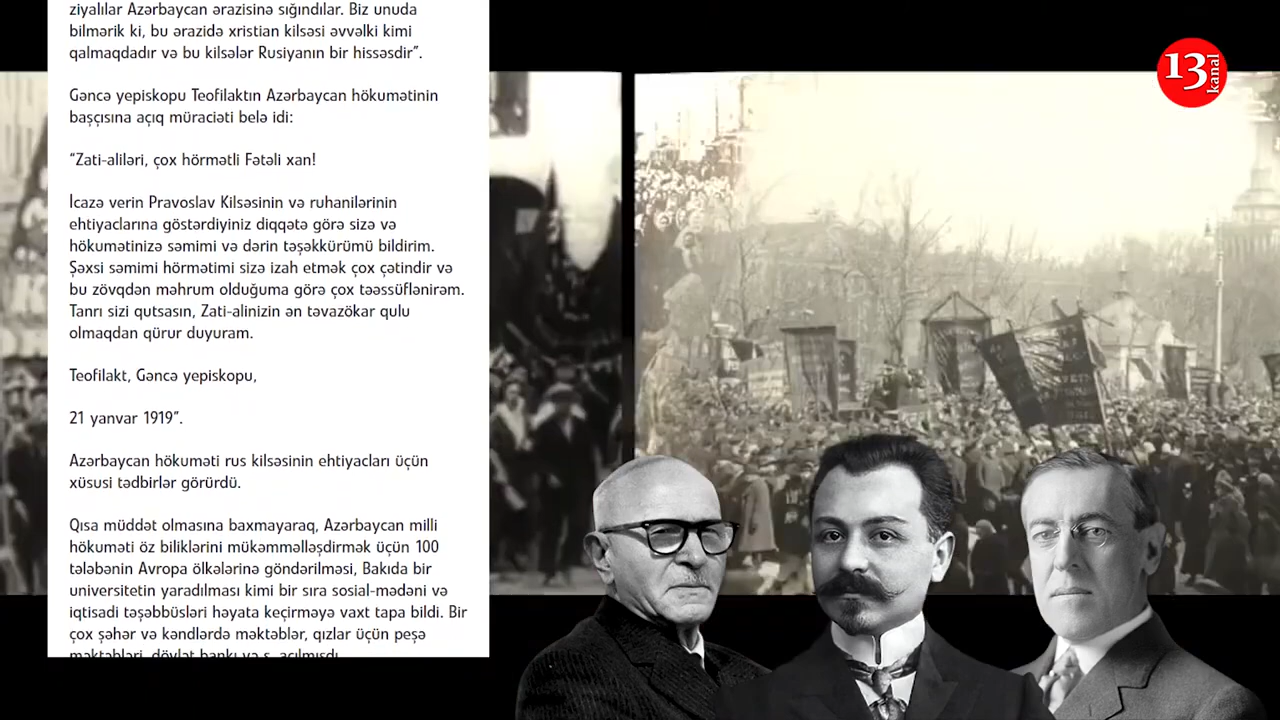 ziyalılar Azərbaycan ərazisinə sığındılar. Biz unuda
bilmərik ki, bu ərazidə xristian kilsəsi əvvəlki kimi
qalmaqdadır və bu kilsələr Rusiyanın bir hissəsdir”.
Gəncə yepiskopu Teofilaktın Azərbaycan hökumətinin
başçısına açıq müraciəti belə idi:
“Zati-aliləri, çox hörmətli Fətəli xan!
İcazə verin Pravoslav Kilsəsinin və ruhanilərinin
ehtiyaclarına göstərdiyiniz diqqətə görə sizə və
hökumətinizə səmimi və dərin təşəkkürümü bildirim.
Şəxsi səmimi hörmətimi sizə izah etmək çox çətindir və
bu zövqdən məhrum olduğuma görə çox təəssüflənirəm.
Tanrı sizi qutsasın, Zati-alinizin ən təvazökar qulu
olmaqdan qürur duyuram.
Teofilakt, Gəncə yepiskopu,
21 yanvar 1919”.
Azərbaycan hökuməti rus kilsəsinin ehtiyacları üçün
xüsusi tədbirlər görürdü.
Qısa müddət olmasına baxmayaraq, Azərbaycan milli
hökuməti öz biliklərini mükəmməlləşdirmək üçün 100
tələbənin Avropa ölkələrinə göndərilməsi, Bakıda bir
universitetin yaradılması kimi bir sıra sosial-mədəni və
iqtisadi təşəbbüsləri həyata keçirməyə vaxt tapa bildi. Bir
çox şəhər və kəndlərdə məktəblər, qızlar üçün peşə
məktəbləri, dövlət bankı və s. açılmışdı
13 kanal